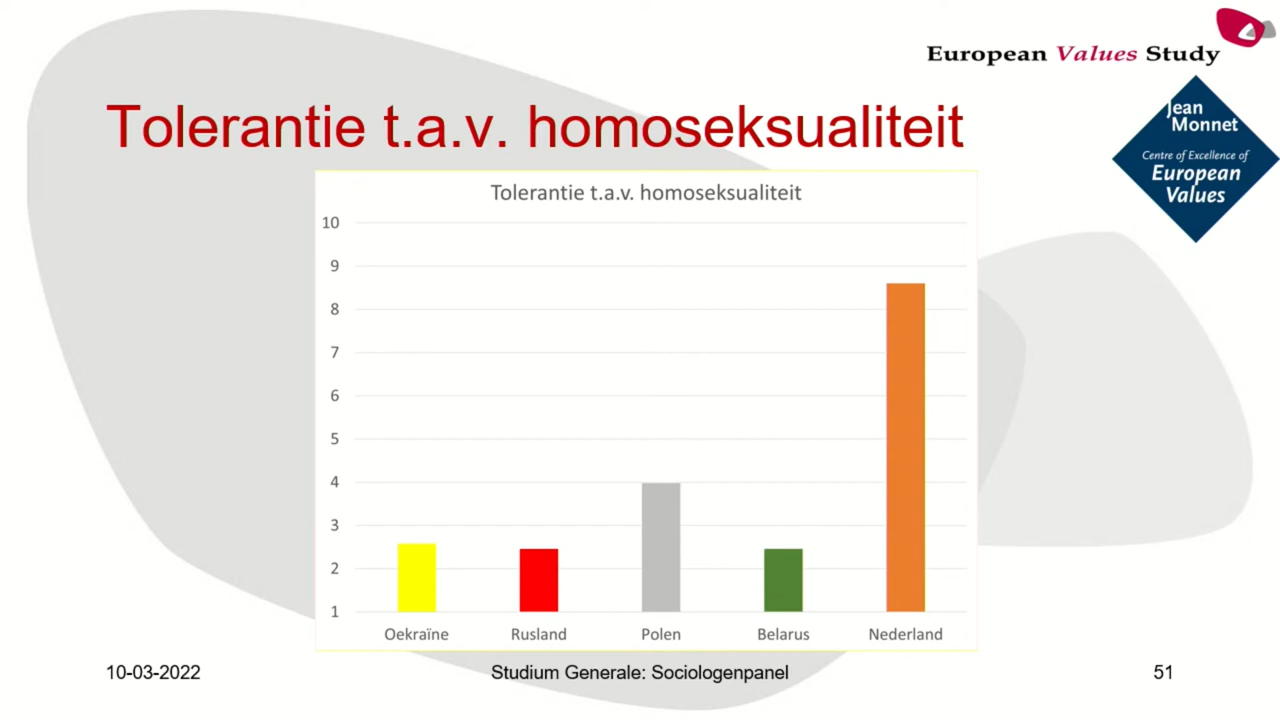 European Values Study
Jean
Monnet
Centre of Excellence of
European
Values
Tolerantie t.a.v. homoseksualiteit
Tolerantie t.a.v. homoseksualiteit
10
9
8
7
6
5
4
3
2
1
Oekraïne Rusland Polen Belarus Nederland
10-03-2022 Studium Generale: Sociologenpanel 51